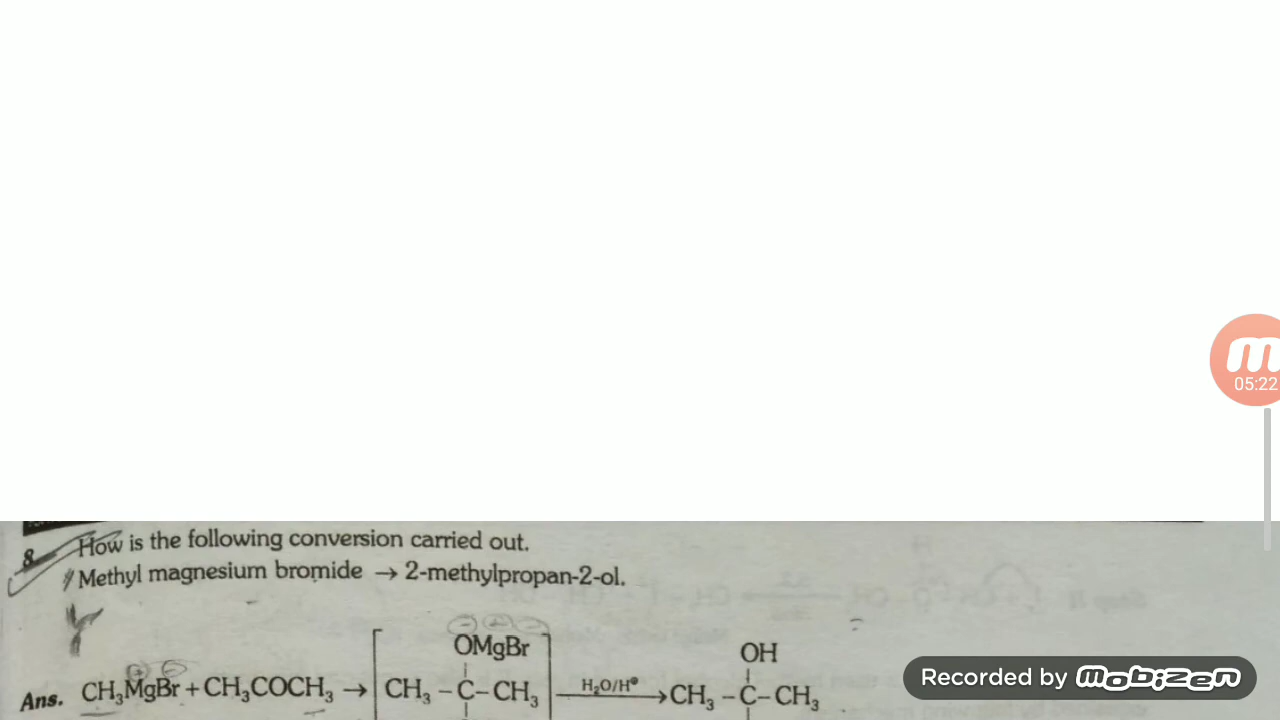 8. How is the following conversion carried out.
Methyl magnesium bromide → 2-methylpropan-2-ol.
OMgBr
OH
Ans. CH₃MgBr + CH₃COCH₃ → [CH₃ – C – CH₃] H₂O/H⊕ → CH₃ – C – CH₃
05:22
Recorded by mobizen